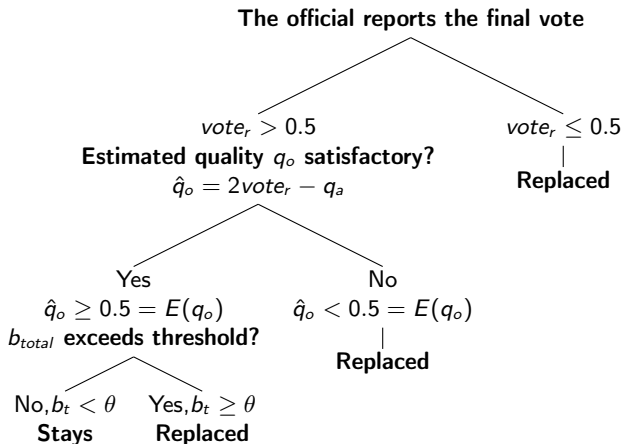 The official reports the final vote
vote_r > 0.5
vote_r ≤ 0.5
Estimated quality q_o satisfactory?
Replaced
q̂_o = 2vote_r − q_a
Yes
No
q̂_o ≥ 0.5 = E(q_o)
q̂_o < 0.5 = E(q_o)
b_total exceeds threshold?
Replaced
No,b_t < θ
Yes,b_t ≥ θ
Stays
Replaced